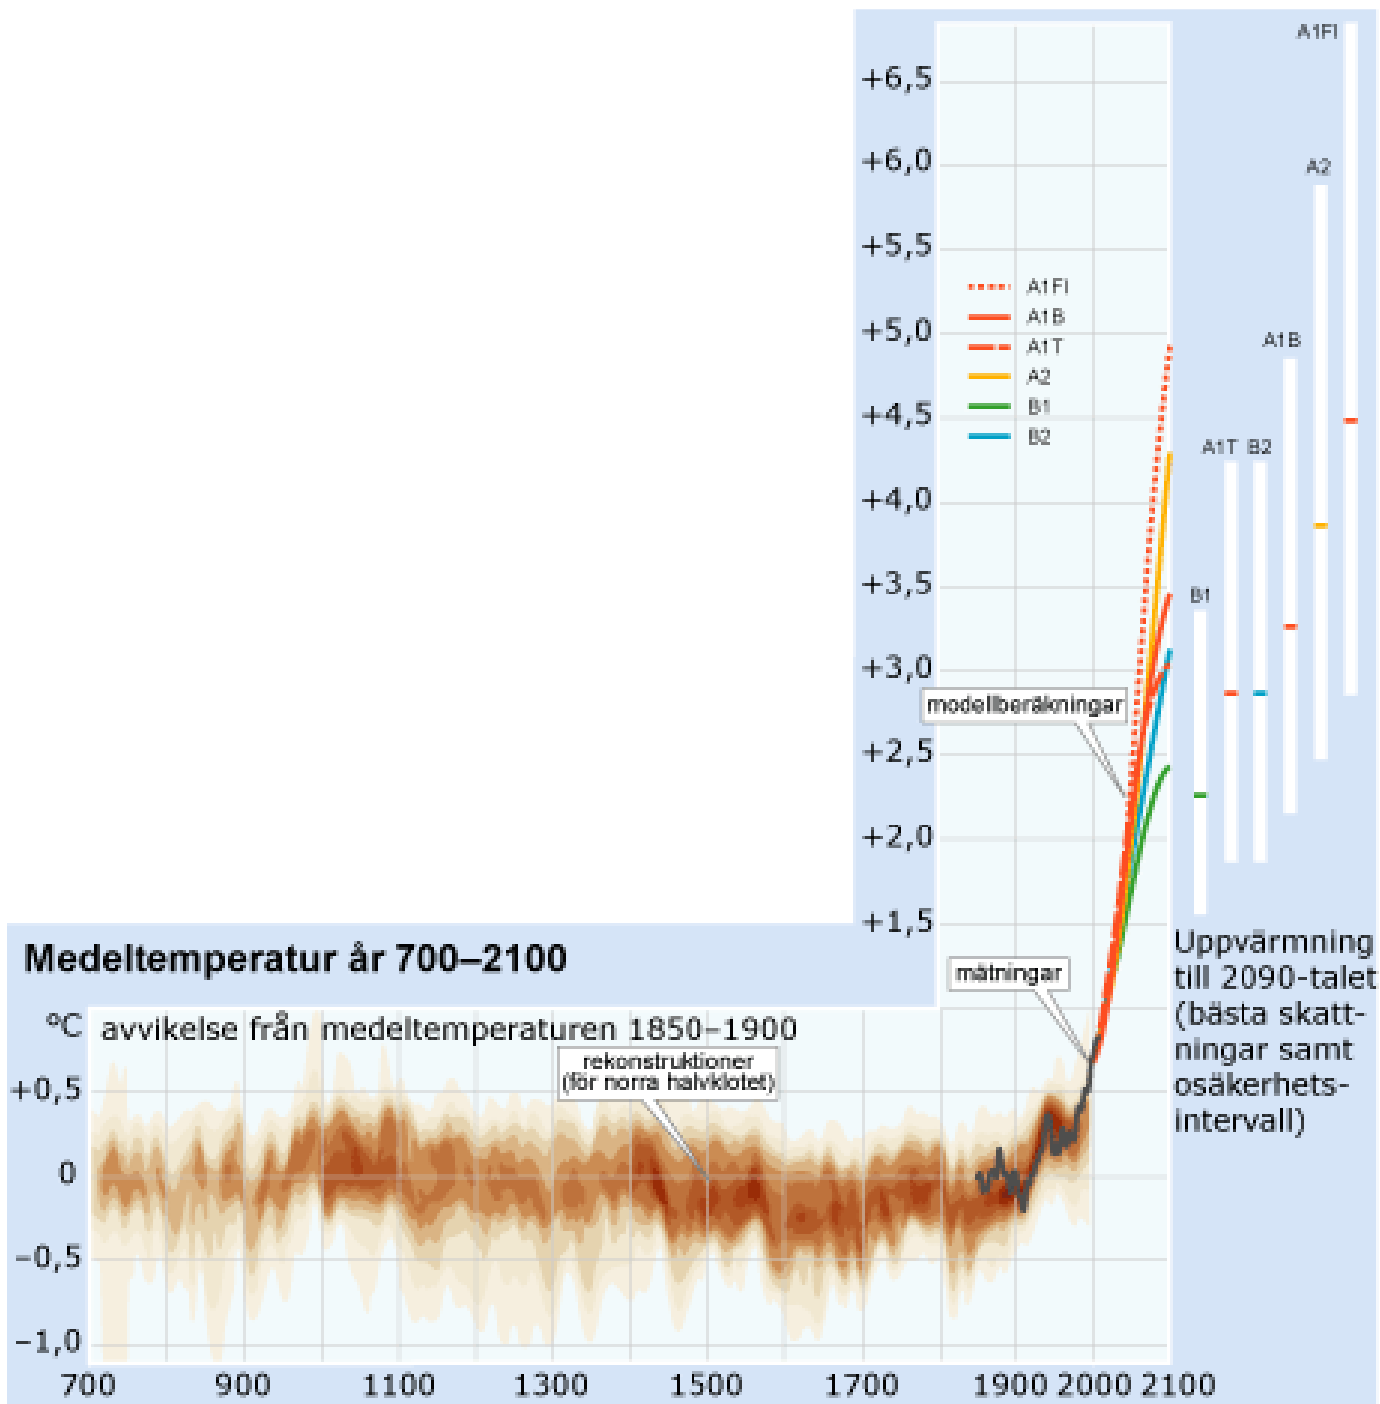 A1FI
+6,5
A2
+6,0
+5,5
A1FI
A1B
A1T
A2
B1
B2
+5,0
A1B
+4,5
A1T B2
+4,0
+3,5
B1
+3,0
modellberäkningar
+2,5
+2,0
+1,5
Uppvärmning
till 2090-talet
(bästa skatt-
ningar samt
osäkerhets-
intervall)
Medeltemperatur år 700–2100
mätningar
°C
avvikelse från medeltemperaturen 1850–1900
rekonstruktioner
(för norra halvklotet)
+0,5
0
–0,5
–1,0
700 900 1100 1300 1500 1700 1900 2000 2100